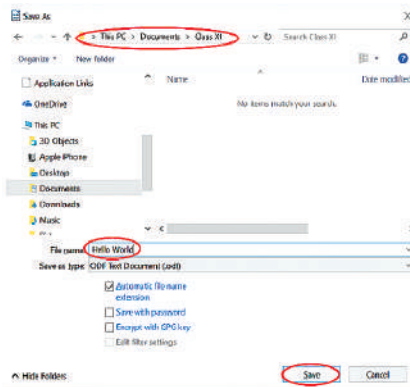 Save As
This PC > Documents > Class XI
Search Class XI
Organize
New folder
Name
Date modified
Application Links
OneDrive
No items match your search.
This PC
3D Objects
Apple iPhone
Desktop
Documents
Downloads
Music
File name: Hello World
Save as type: ODF Text Document (.odt)
Automatic file name
extension
Save with password
Encrypt with GPG key
Edit filter settings
Hide Folders
Save
Cancel